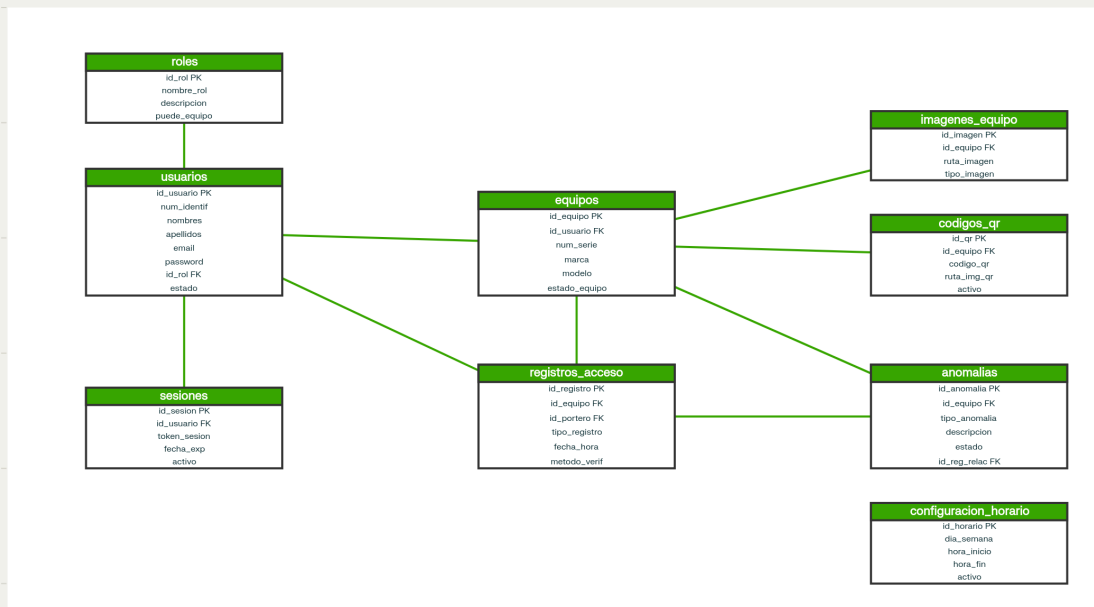 roles
id_rol PK
nombre_rol
descripcion
puede_equipo
usuarios
id_usuario PK
num_identif
nombres
apellidos
email
password
id_rol FK
estado
sesiones
id_sesion PK
id_usuario FK
token_sesion
fecha_exp
activo
equipos
id_equipo PK
id_usuario FK
num_serie
marca
modelo
estado_equipo
registros_acceso
id_registro PK
id_equipo FK
id_portero FK
tipo_registro
fecha_hora
metodo_verif
imagenes_equipo
id_imagen PK
id_equipo FK
ruta_imagen
tipo_imagen
codigos_qr
id_qr PK
id_equipo FK
codigo_qr
ruta_img_qr
activo
anomalias
id_anomalia PK
id_equipo FK
tipo_anomalia
descripcion
estado
id_reg_relac FK
configuracion_horario
id_horario PK
dia_semana
hora_inicio
hora_fin
activo